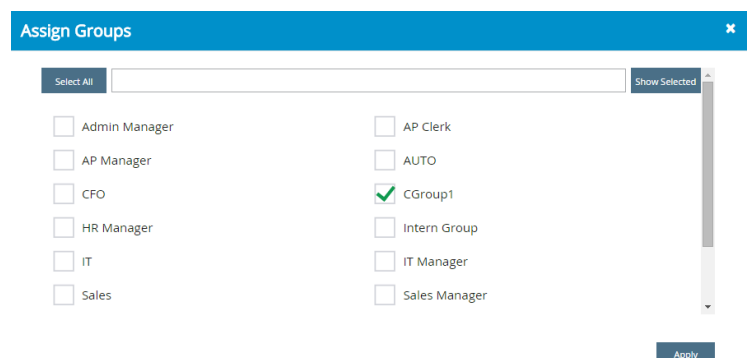 Assign Groups
Select All
Show Selected
Admin Manager
AP Clerk
AP Manager
AUTO
CFO
CGroup1
HR Manager
Intern Group
IT
IT Manager
Sales
Sales Manager
Apply